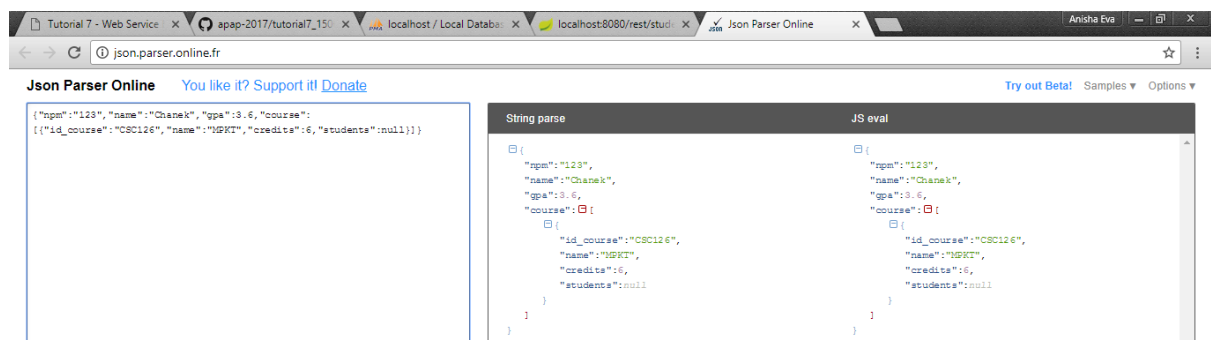 Tutorial 7 - Web Service
apap-2017/tutorial7_150
localhost / Local Databa
localhost:8080/rest/stude
Json Parser Online
Anisha Eva
json.parser.online.fr
Json Parser Online
You like it? Support it! Donate
Try out Beta! Samples ▾ Options ▾
{"npm":"123","name":"Chanek","gpa":3.6,"course":
[{"id_course":"CSC126","name":"MPKT","credits":6,"students":null}]}
String parse
{
"npm":"123",
"name":"Chanek",
"gpa":3.6,
"course":[
{
"id_course":"CSC126",
"name":"MPKT",
"credits":6,
"students":null
}
]
}
JS eval
{
"npm":"123",
"name":"Chanek",
"gpa":3.6,
"course":[
{
"id_course":"CSC126",
"name":"MPKT",
"credits":6,
"students":null
}
]
}